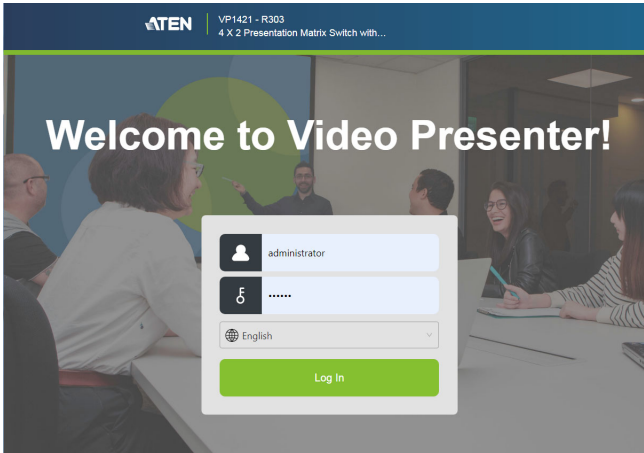 ATEN
VP1421 - R303
4 X 2 Presentation Matrix Switch with...
Welcome to Video Presenter!
administrator
••••••
English
Log In